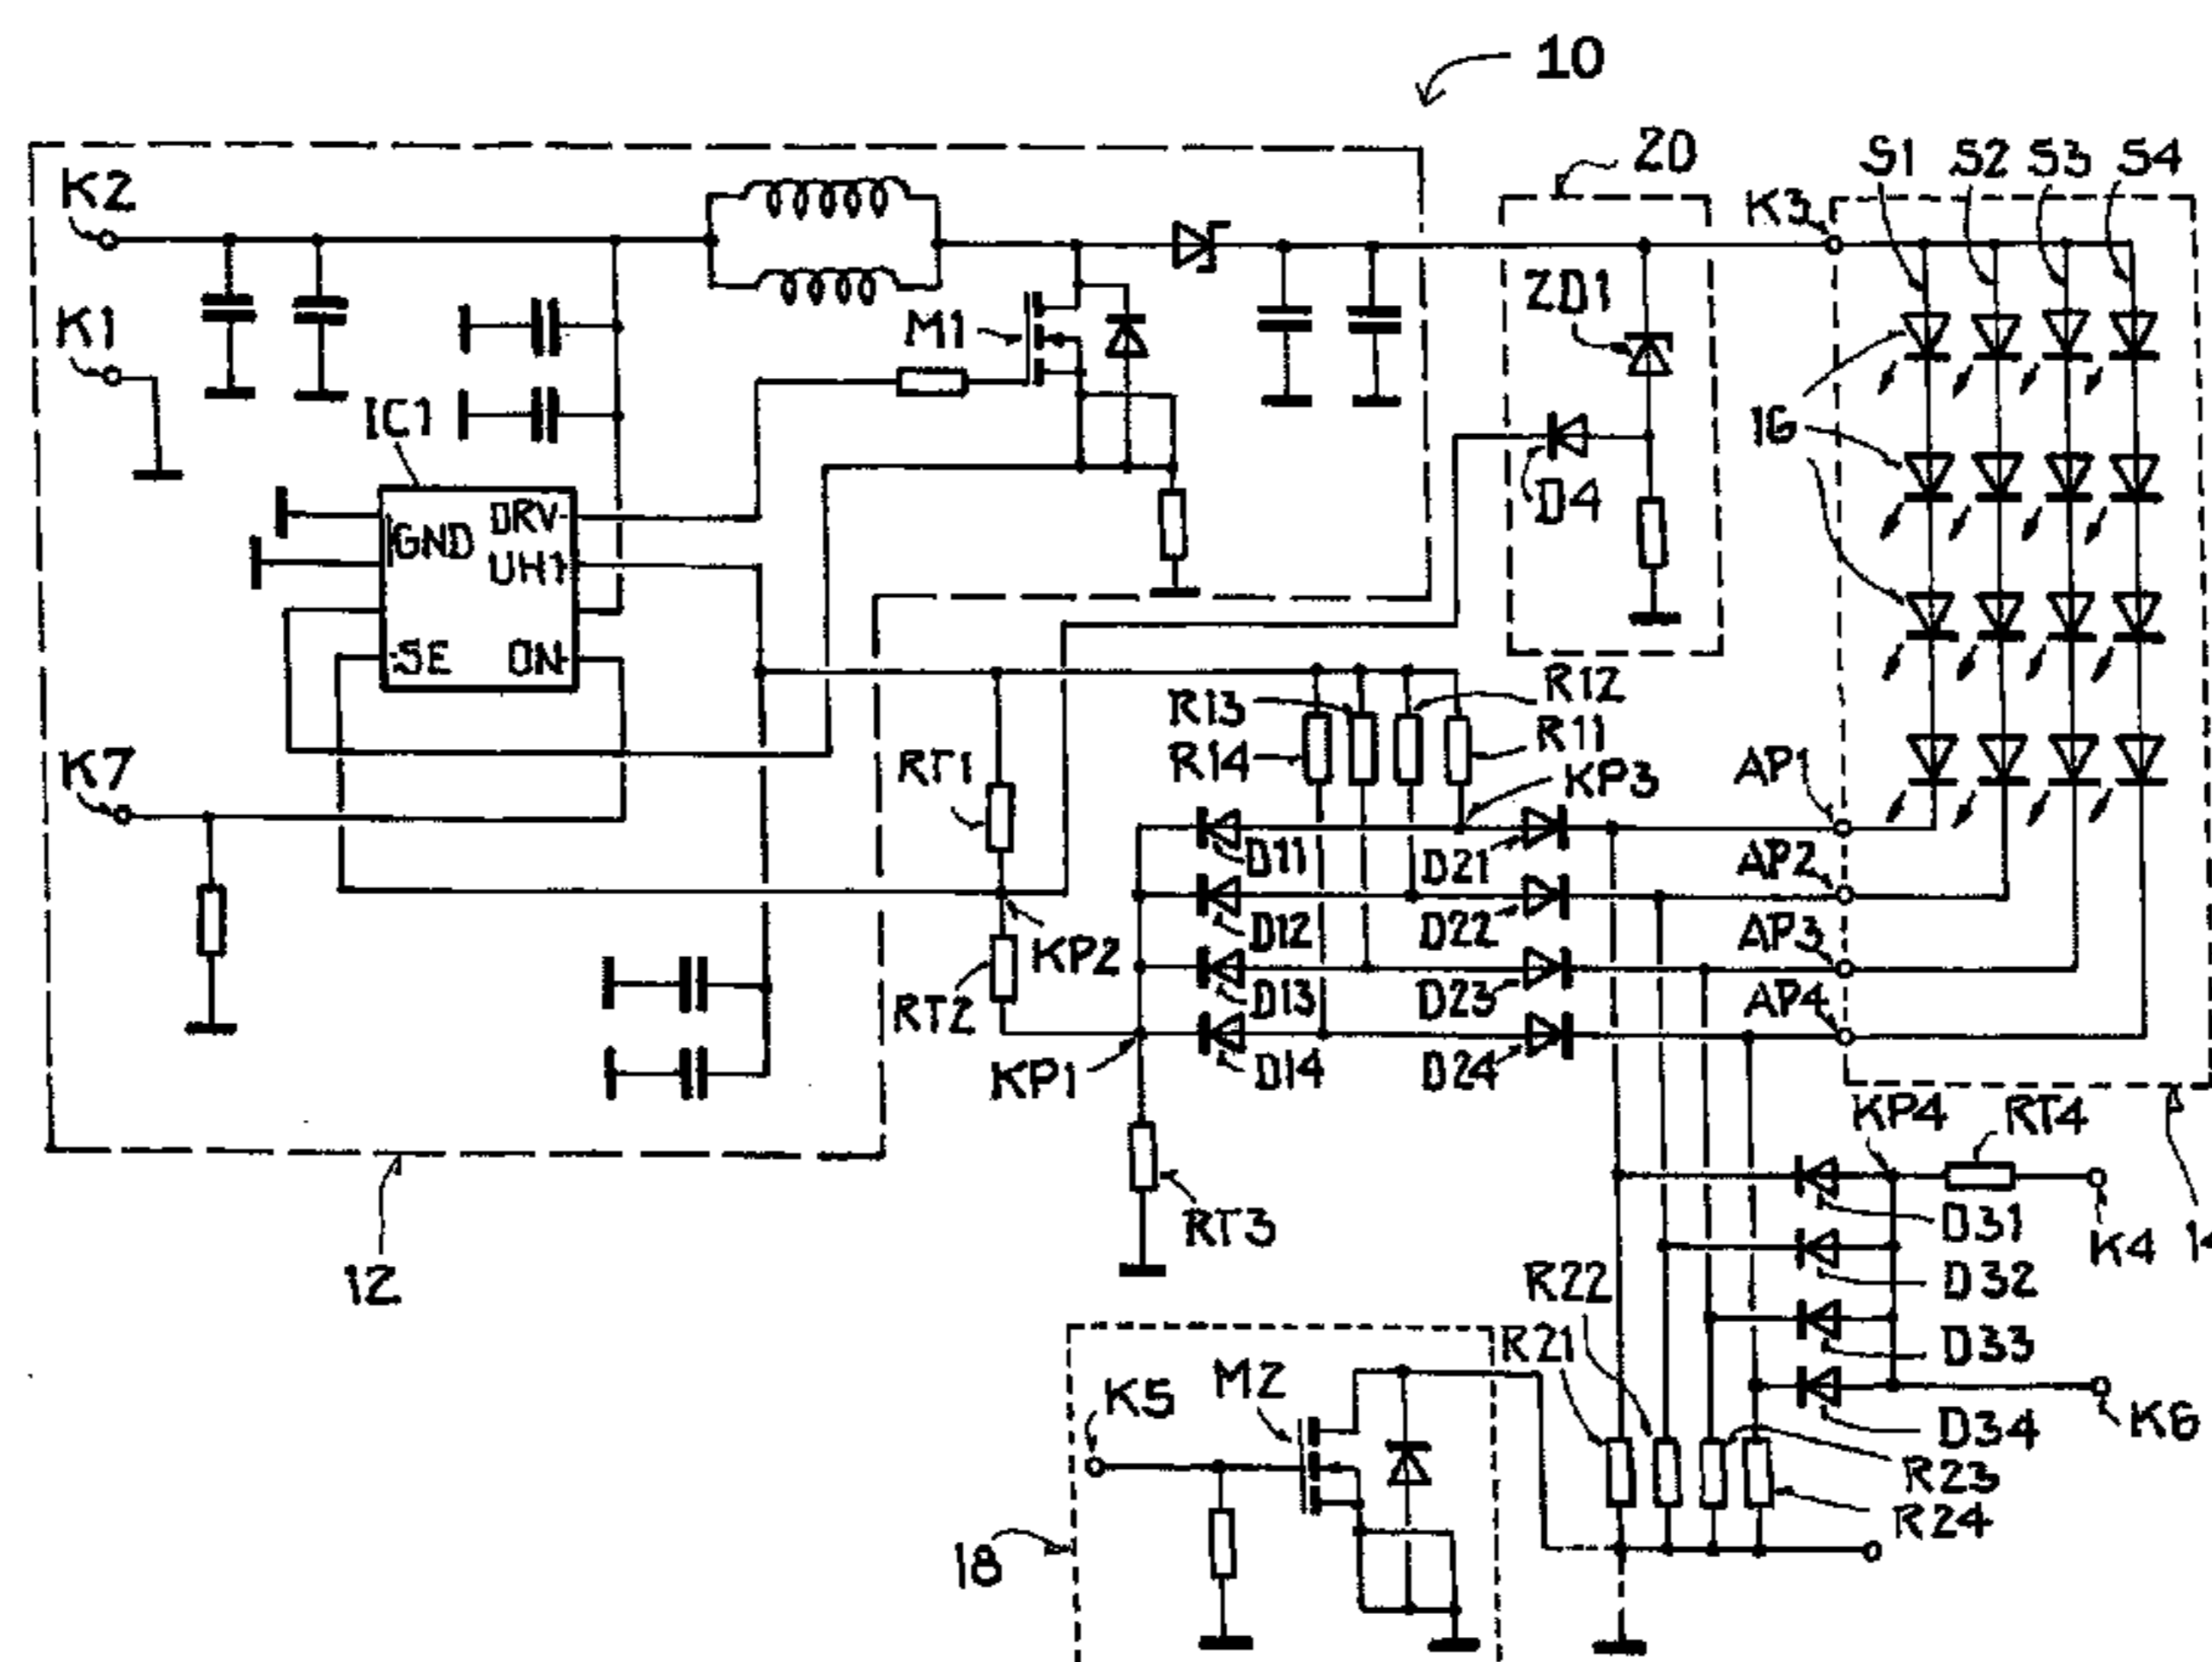 10
20
S1 S2 S3 S4
K2
K3
ZD1
K1
M1
16
IC1
DRV
GND
UH1
D4
SE
ON
R12
R13
R11
R14
K7
RT1
AP1
KP3
D11
D21
AP2
D12
D22
AP3
KP2
D13
D23
AP4
RT2
KP1
D14
D24
KP4
RT4
RT3
D31
K4
12
R22
D32
R21
D33
M2
K5
D34
K6
R23
R24
18